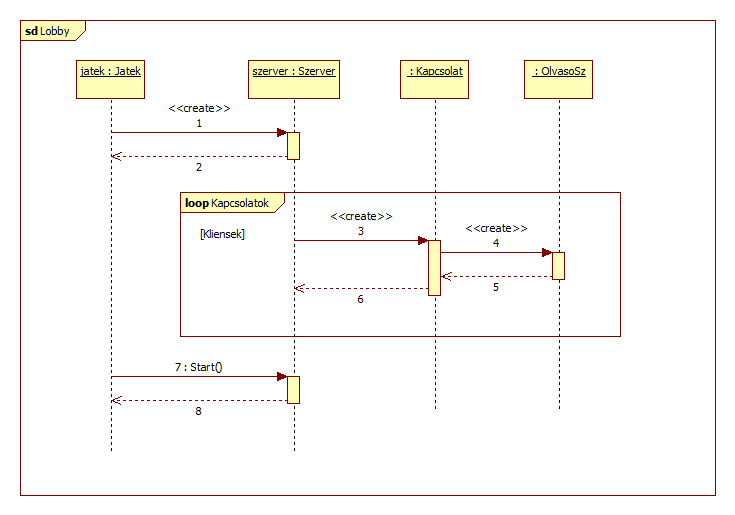 sd Lobby
jatek : Jatek
szerver : Szerver
: Kapcsolat
: OlvasoSz
<<create>>
1
2
loop Kapcsolatok
[Kliensek]
<<create>>
3
<<create>>
4
5
6
7 : Start()
8